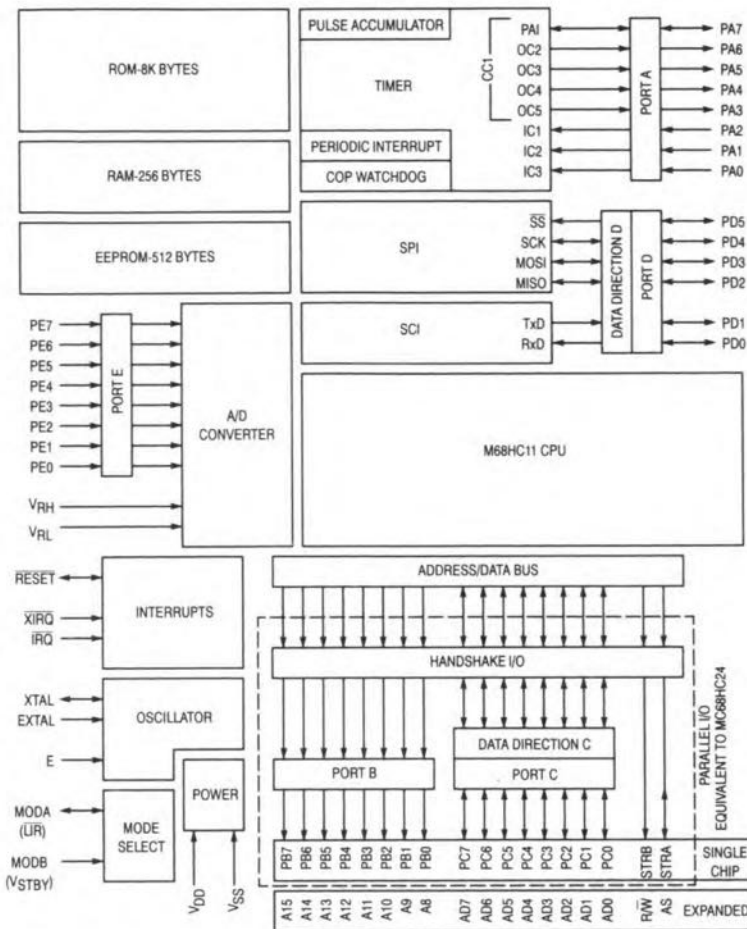 PULSE ACCUMULATOR
ROM-8K BYTES
TIMER
PERIODIC INTERRUPT
COP WATCHDOG
CC1
PAI
OC2
OC3
OC4
OC5
IC1
IC2
IC3
PORT A
PA7
PA6
PA5
PA4
PA3
PA2
PA1
PA0
RAM-256 BYTES
EEPROM-512 BYTES
SPI
SS
SCK
MOSI
MISO
SCI
TxD
RxD
DATA DIRECTION D
PORT D
PD5
PD4
PD3
PD2
PD1
PD0
PE7
PE6
PE5
PE4
PE3
PE2
PE1
PE0
PORT E
A/D
CONVERTER
VRH
VRL
M68HC11 CPU
RESET
XIRQ
IRQ
INTERRUPTS
XTAL
EXTAL
E
OSCILLATOR
MODA
(LIR)
MODB
(VSTBY)
MODE
SELECT
POWER
VDD
VSS
ADDRESS/DATA BUS
HANDSHAKE I/O
DATA DIRECTION C
PORT B
PORT C
PARALLEL I/O
EQUIVALENT TO MC68HC24
PB7 PB6 PB5 PB4 PB3 PB2 PB1 PB0 PC7 PC6 PC5 PC4 PC3 PC2 PC1 PC0 STRB STRA
SINGLE
CHIP
A15 A14 A13 A12 A11 A10 A9 A8 AD7 AD6 AD5 AD4 AD3 AD2 AD1 AD0 R/W AS
EXPANDED